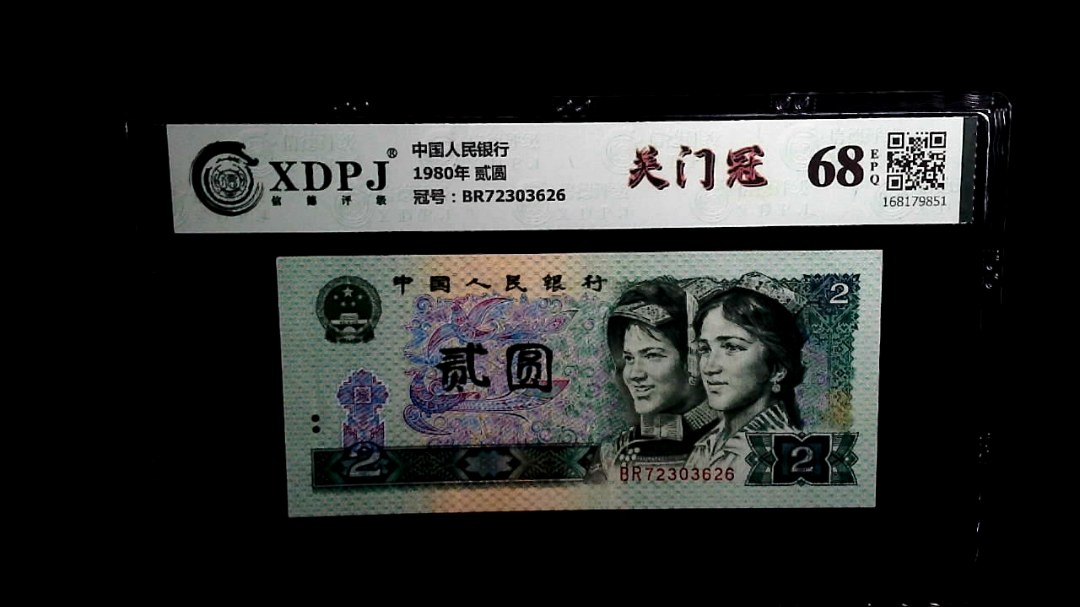 XDPJ®
信德评级
中国人民银行
1980年 贰圆
冠号：BR72303626
关门冠
68
EPQ
168179851
中国人民银行
2
贰圆
2
BR72303626
2